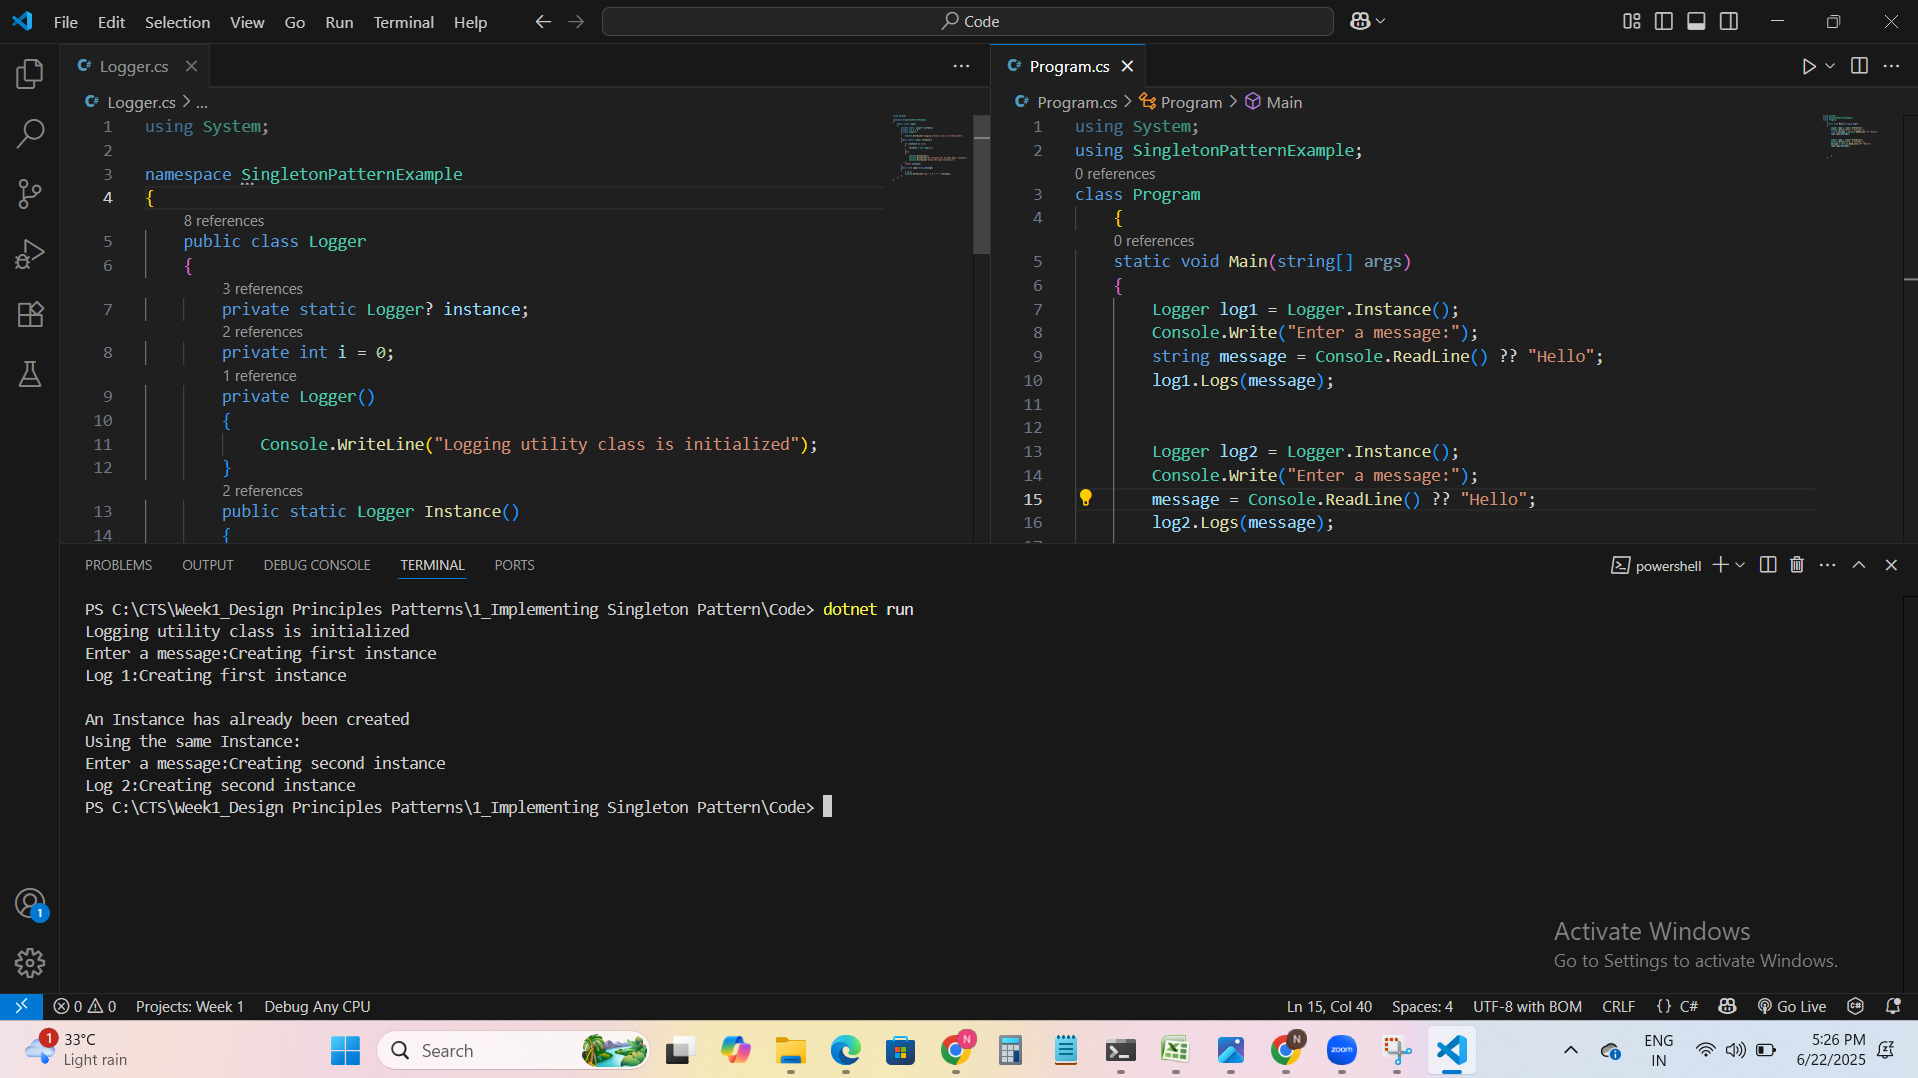 File Edit Selection View Go Run Terminal Help
Code
Logger.cs
Logger.cs > ...
1 using System;
2
3 namespace SingletonPatternExample
4 {
8 references
5 public class Logger
6 {
3 references
7 private static Logger? instance;
2 references
8 private int i = 0;
1 reference
9 private Logger()
10 {
11 Console.WriteLine("Logging utility class is initialized");
12 }
2 references
13 public static Logger Instance()
14 {
Program.cs
Program.cs > Program > Main
1 using System;
2 using SingletonPatternExample;
0 references
3 class Program
4 {
0 references
5 static void Main(string[] args)
6 {
7 Logger log1 = Logger.Instance();
8 Console.Write("Enter a message:");
9 string message = Console.ReadLine() ?? "Hello";
10 log1.Logs(message);
11
12
13 Logger log2 = Logger.Instance();
14 Console.Write("Enter a message:");
15 message = Console.ReadLine() ?? "Hello";
16 log2.Logs(message);
PROBLEMS OUTPUT DEBUG CONSOLE TERMINAL PORTS
powershell
PS C:\CTS\Week1_Design Principles Patterns\1_Implementing Singleton Pattern\Code> dotnet run
Logging utility class is initialized
Enter a message:Creating first instance
Log 1:Creating first instance
An Instance has already been created
Using the same Instance:
Enter a message:Creating second instance
Log 2:Creating second instance
PS C:\CTS\Week1_Design Principles Patterns\1_Implementing Singleton Pattern\Code>
Activate Windows
Go to Settings to activate Windows.
1
0 0 Projects: Week 1 Debug Any CPU
Ln 15, Col 40 Spaces: 4 UTF-8 with BOM CRLF {} C# Go Live
1
33°C
Light rain
Search
N
N
zoom
ENG
IN
5:26 PM
6/22/2025